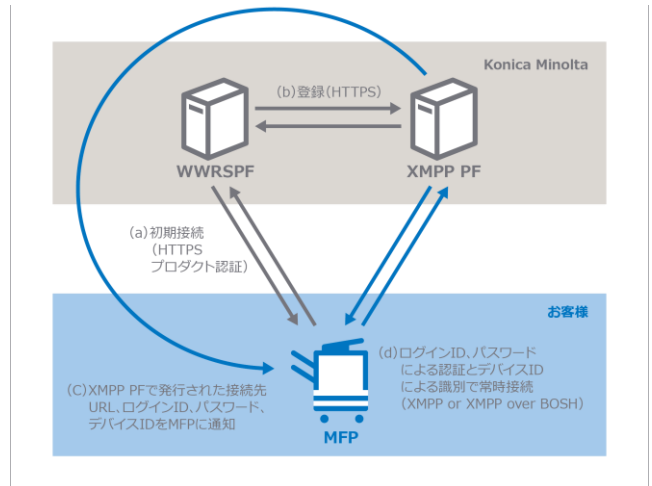 Konica Minolta
(b)登録(HTTPS)
WWRSPF
XMPP PF
(a)初期接続
(HTTPS
プロダクト認証)
お客様
(d)ログインID、パスワード
による認証とデバイスID
による識別で常時接続
(XMPP or XMPP over BOSH)
(C)XMPP PFで発行された接続先
URL、ログインID、パスワード、
デバイスIDをMFPに通知
MFP